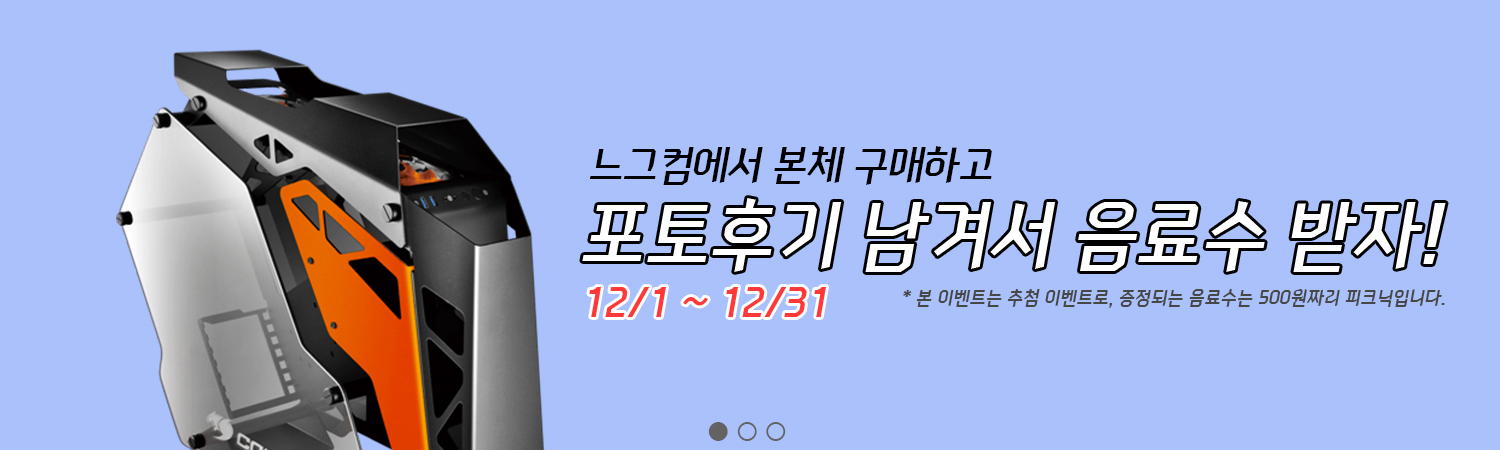 느그컴에서 본체 구매하고
포토후기 남겨서 음료수 받자!
12/1 ~ 12/31
* 본 이벤트는 추첨 이벤트로, 증정되는 음료수는 500원짜리 피크닉입니다.